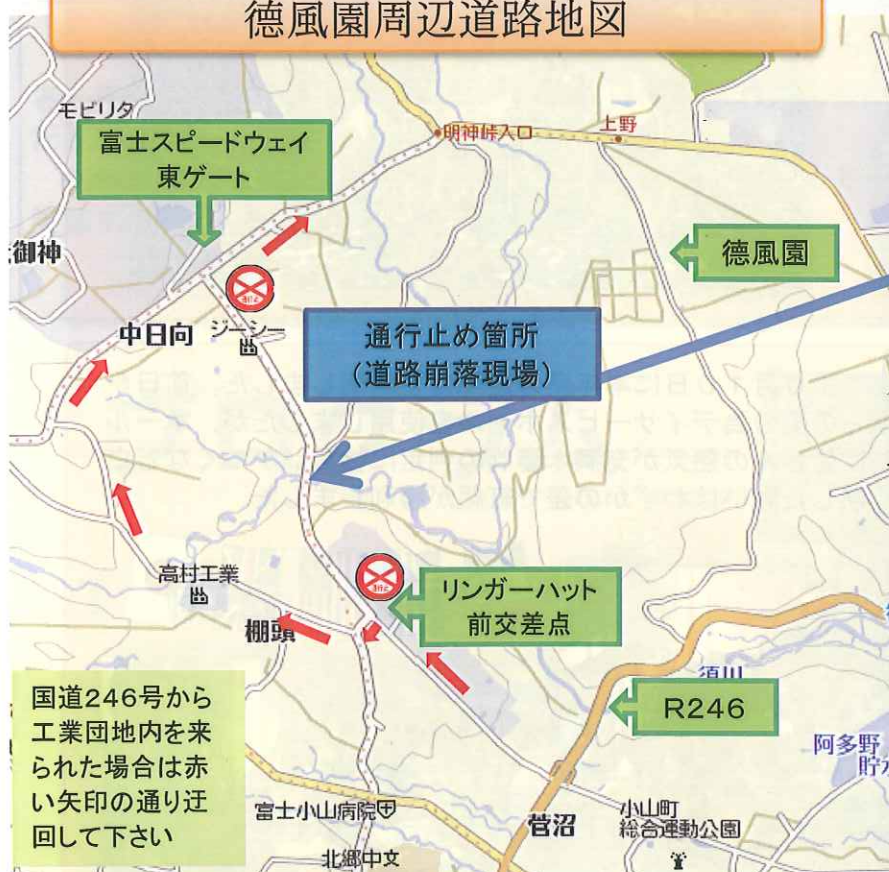 德風園周辺道路地図
モビリタ
富士スピードウェイ
東ゲート
明神峠入口
上野
御神
德風園
中日向
ジーシー
通行止め箇所
(道路崩落現場)
高村工業
棚頭
リンガーハット
前交差点
須川
R246
国道246号から
工業団地内を来
られた場合は赤
い矢印の通り迂
回して下さい
阿多野
貯水
富士小山病院
菅沼
小山町
総合運動公園
北郷中文